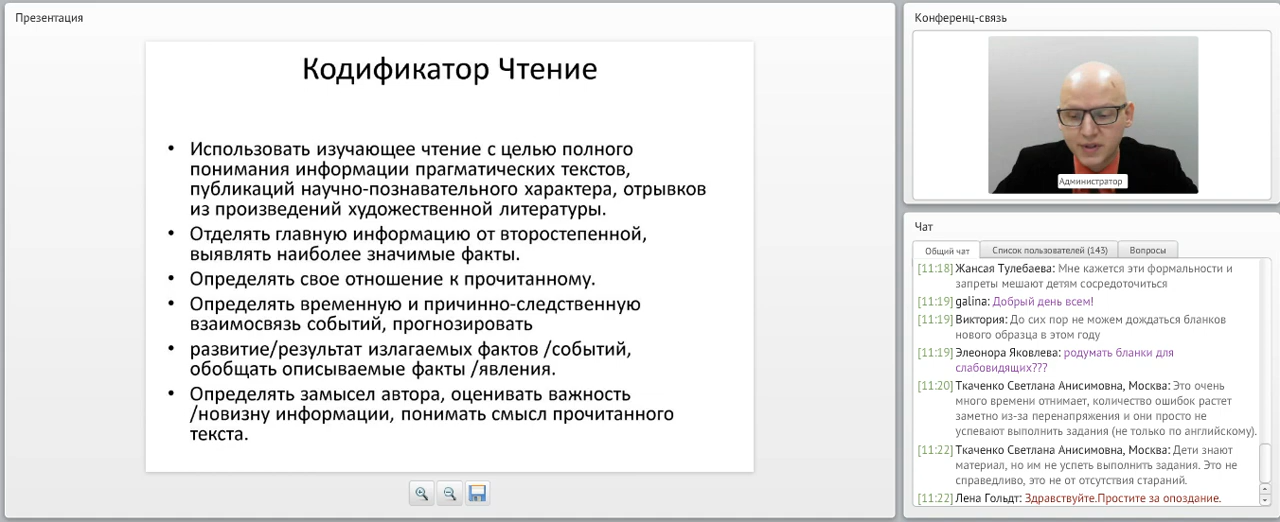 Презентация
Кодификатор Чтение
• Использовать изучающее чтение с целью полного
понимания информации прагматических текстов,
публикаций научно-познавательного характера, отрывков
из произведений художественной литературы.
• Отделять главную информацию от второстепенной,
выявлять наиболее значимые факты.
• Определять свое отношение к прочитанному.
• Определять временную и причинно-следственную
взаимосвязь событий, прогнозировать
• развитие/результат излагаемых фактов /событий,
обобщать описываемые факты /явления.
• Определять замысел автора, оценивать важность
/новизну информации, понимать смысл прочитанного
текста.
Конференц-связь
Администратор
Чат
Общий чат Список пользователей (143) Вопросы
[11:18] Жансая Тулебаева: Мне кажется эти формальности и
запреты мешают детям сосредоточиться
[11:19] galina: Добрый день всем!
[11:19] Виктория: До сих пор не можем дождаться бланков
нового образца в этом году
[11:19] Элеонора Яковлева: родумать бланки для
слабовидящих???
[11:20] Ткаченко Светлана Анисимовна, Москва: Это очень
много времени отнимает, количество ошибок растет
заметно из-за перенапряжения и они просто не
успевают выполнить задания (не только по английскому).
[11:22] Ткаченко Светлана Анисимовна, Москва: Дети знают
материал, но им не успеть выполнить задания. Это не
справедливо, это не от отсутствия стараний.
[11:22] Лена Гольдт: Здравствуйте.Простите за опоздание.